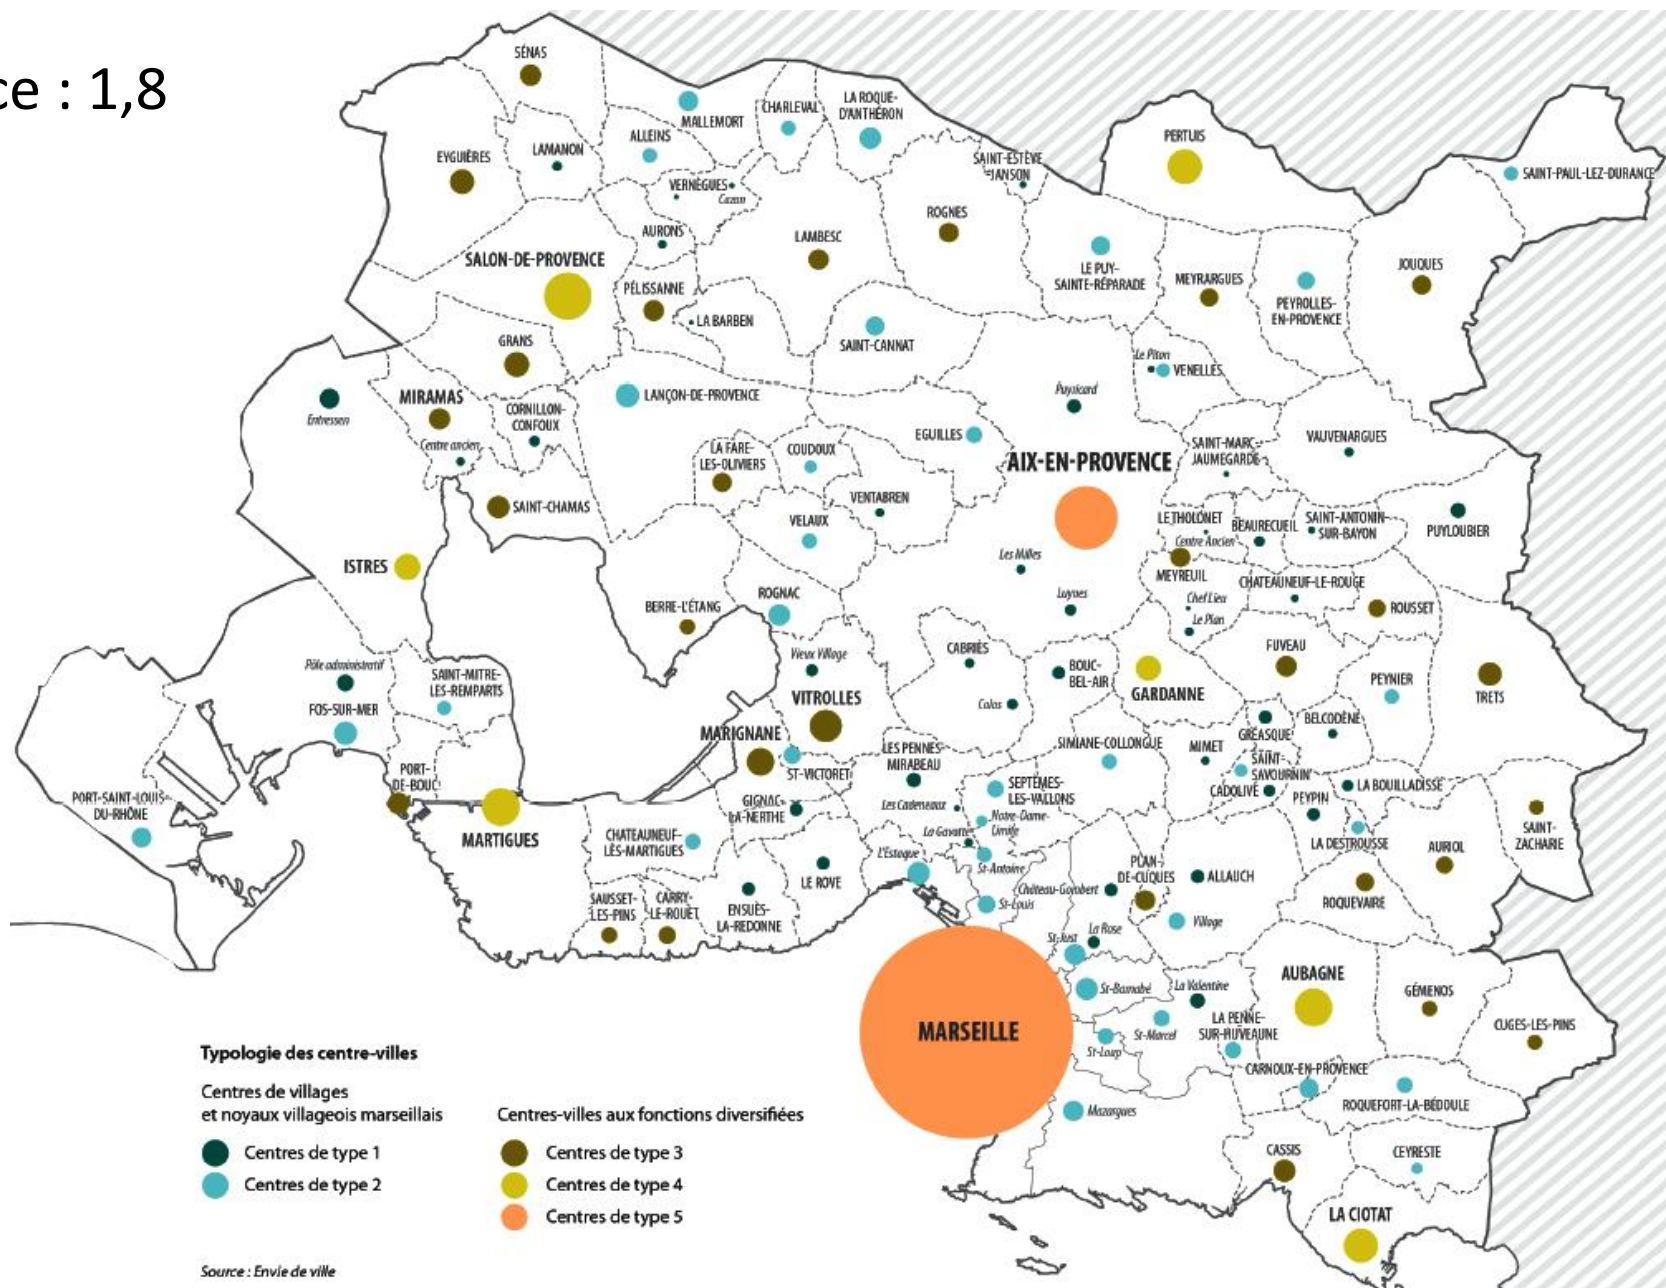 ce : 1,8
SÉNAS
MALLEMORT
CHARLEVAL
LA ROQUE-
D'ANTHÉRON
ALLEINS
LAMANON
EYGUIÈRES
VERNÈGUES
Cazan
SAINT-ESTÈVE
-JANSON
PERTUIS
SAINT-PAUL-LEZ-DURANCE
AURONS
LAMBESC
ROGNES
SALON-DE-PROVENCE
PÉLISSANNE
LA BARBEN
LE PUY-
SAINTE-RÉPARADE
MEYRARGUES
PEYROLLES-
EN-PROVENCE
JOUQUES
GRANS
SAINT-CANNAT
Le Piton
VENELLES
Entressen
MIRAMAS
Centre ancien
CORNILLON-
CONFOUX
LANÇON-DE-PROVENCE
Puyricard
EGUILLES
LA FARE-
LES-OLIVIERS
COUDOUX
AIX-EN-PROVENCE
SAINT-MARC-
JAUMEGARDE
VAUVENARGUES
SAINT-CHAMAS
VENTABREN
VELAUX
LE THOLONET
Centre Ancien
BEAURECUEIL
SAINT-ANTONIN-
SUR-BAYON
PUYLOUBIER
ISTRES
Les Milles
MEYREUIL
Chef Lieu
Le Plan
CHATEAUNEUF-LE-ROUGE
ROUSSET
BERRE-L'ÉTANG
ROGNAC
Luynes
Pôle administratif
FOS-SUR-MER
SAINT-MITRE-
LES-REMPARTS
Vieux Village
VITROLLES
CABRIÈS
Calas
BOUC-
BEL-AIR
GARDANNE
FUVEAU
PEYNIER
TRETS
MARIGNANE
ST-VICTORET
LES PENNES-
MIRABEAU
SIMIANE-COLLONGUE
MIMET
GRÉASQUE
BELCODÈNE
SAINT-
SAVOURNIN
CADOLIVE
PEYPIN
LA BOUILLADISSE
PORT-
DE-BOUC
PORT-SAINT-LOUIS-
DU-RHÔNE
MARTIGUES
GIGNAC-
LA-NERTHE
Les Cadeneaux
SEPTÈMES-
LES-VALLONS
Notre-Dame-
Limite
La Gavotte
LA DESTROUSSE
AURIOL
SAINT-
ZACHARIE
CHATEAUNEUF-
LÈS-MARTIGUES
LE ROVE
L'Estaque
St-Antoine
St-Louis
Château-Gombert
PLAN-
DE-CUQUES
ALLAUCH
Village
ROQUEVAIRE
SAUSSET-
LES-PINS
CARRY-
LE-ROUET
ENSUÈS-
LA-REDONNE
La Rose
St-Just
St-Barnabé
La Valentine
AUBAGNE
GÉMENOS
CUGES-LES-PINS
MARSEILLE
St-Marcel
St-Loup
LA PENNE-
SUR-HUVEAUNE
CARNOUX-EN-PROVENCE
ROQUEFORT-LA-BÉDOULE
Mazargues
CASSIS
CEYRESTE
LA CIOTAT
Typologie des centre-villes
Centres de villages
et noyaux villageois marseillais
Centres de type 1
Centres de type 2
Centres-villes aux fonctions diversifiées
Centres de type 3
Centres de type 4
Centres de type 5
Source : Envie de ville